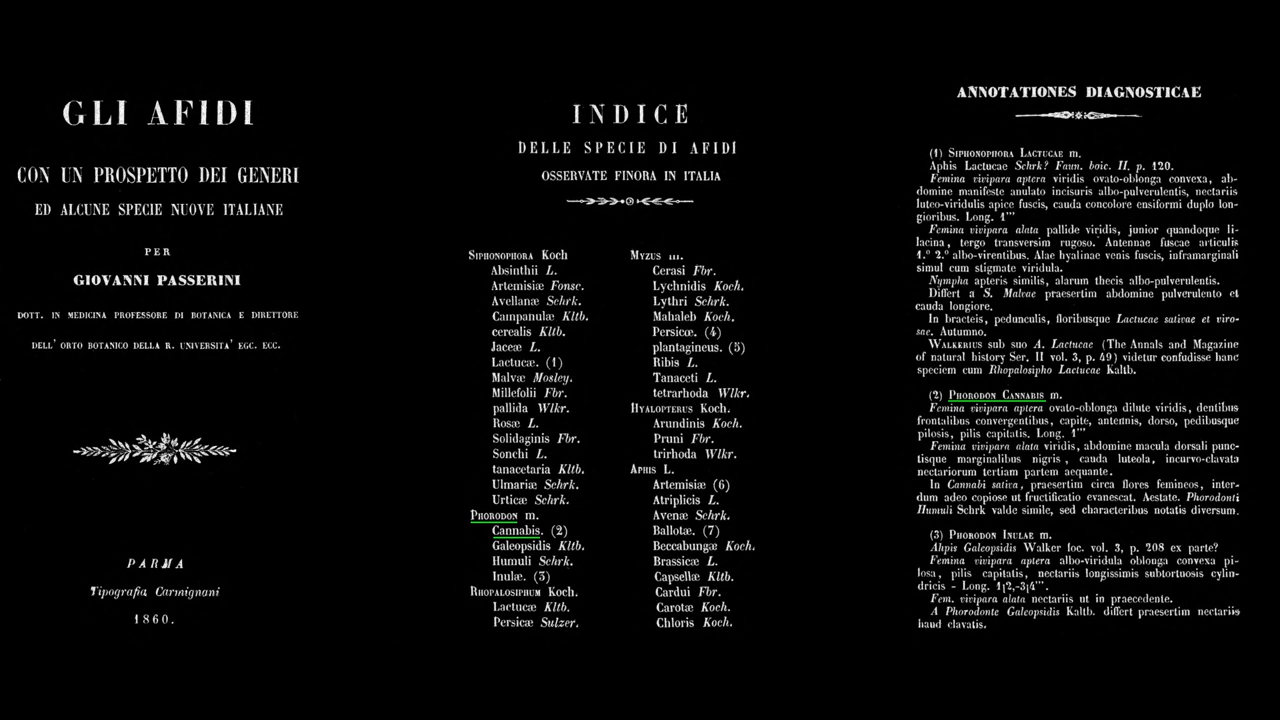 GLI AFIDI
CON UN PROSPETTO DEI GENERI
ED ALCUNE SPECIE NUOVE ITALIANE
PER
GIOVANNI PASSERINI
DOTT. IN MEDICINA PROFESSORE DI BOTANICA E DIRETTORE
DELL' ORTO BOTANICO DELLA R. UNIVERSITA' EGC. ECC.
PARMA
Tipografia Carmignani
1860.
INDICE
DELLE SPECIE DI AFIDI
OSSERVATE FINORA IN ITALIA
SIPHONOPHORA Koch
Absinthii L.
Artemisiæ Fonsc.
Avellanæ Schrk.
Campanulæ Kltb.
cerealis Kltb.
Jaceæ L.
Lactucæ. (1)
Malvæ Mosley.
Millefolii Fbr.
pallida Wlkr.
Rosæ L.
Solidaginis Fbr.
Sonchi L.
tanacetaria Kltb.
Ulmariæ Schrk.
Urticæ Schrk.
PHORODON m.
Cannabis. (2)
Galeopsidis Kltb.
Humuli Schrk.
Inulæ. (3)
RHOPALOSIPHUM Koch.
Lactucæ Kltb.
Persicæ Sulzer.
MYZUS m.
Cerasi Fbr.
Lychnidis Koch.
Lythri Schrk.
Mahaleb Koch.
Persicæ. (4)
plantagineus. (5)
Ribis L.
Tanaceti L.
tetrarhoda Wlkr.
HYALOPTERUS Koch.
Arundinis Koch.
Pruni Fbr.
trirhoda Wlkr.
APHIS L.
Artemisiæ (6)
Atriplicis L.
Avenæ Schrk.
Ballotæ. (7)
Beccabungæ Koch.
Brassicæ L.
Capsellæ Kltb.
Cardui Fbr.
Carotæ Koch.
Chloris Koch.
ANNOTATIONES DIAGNOSTICAE
(1) SIPHONOPHORA LACTUCAE m.
Aphis Lactucae Schrk? Faun. boic. II. p. 120.
Femina vivipara aptera viridis ovato-oblonga convexa, ab-
domine manifeste anulato incisuris albo-pulverulentis, nectariis
luteo-viridulis apice fuscis, cauda concolore ensiformi duplo lon-
gioribus. Long. 1'''
Femina vivipara alata pallide viridis, junior quandoque li-
lacina, tergo transversim rugoso. Antennae fuscae articulis
1.° 2.° albo-virentibus. Alae hyalinae venis fuscis, inframarginali
simul cum stigmate viridula.
Nympha apteris similis, alarum thecis albo-pulverulentis.
Differt a S. Malvae praesertim abdomine pulverulento et
cauda longiore.
In bracteis, pedunculis, floribusque Lactucae sativae et viro-
sae. Autumno.
WALKERIUS sub suo A. Lactucae (The Annals and Magazine
of natural history Ser. II vol. 3, p. 49) videtur confudisse hanc
speciem cum Rhopalosipho Lactucae Kaltb.
(2) PHORODON CANNABIS m.
Femina vivipara aptera ovato-oblonga dilute viridis, dentibus
frontalibus convergentibus, capite, antennis, dorso, pedibusque
pilosis, pilis capitatis. Long. 1'''
Femina vivipara alata viridis, abdomine macula dorsali punc-
tisque marginalibus nigris, cauda luteola, incurvo-clavata
nectariorum tertiam partem aequante.
In Cannabi sativa, praesertim circa flores femineos, inter-
dum adeo copiose ut fructificatio evanescat. Aestate. Phorodonti
Humuli Schrk valde simile, sed characteribus notatis diversum.
(3) PHORODON INULAE m.
Ahpis Galeopsidis Walker loc. vol. 3, p. 208 ex parte?
Femina vivipara aptera albo-viridula oblonga convexa pi-
losa, pilis capitatis, nectariis longissimis subtortuosis cylin-
dricis - Long. 1|2,-3|4'''.
Fem. vivipara alata nectariis ut in praecedente.
A Phorodonte Galeopsidis Kaltb. differt praesertim nectariis
haud clavatis.